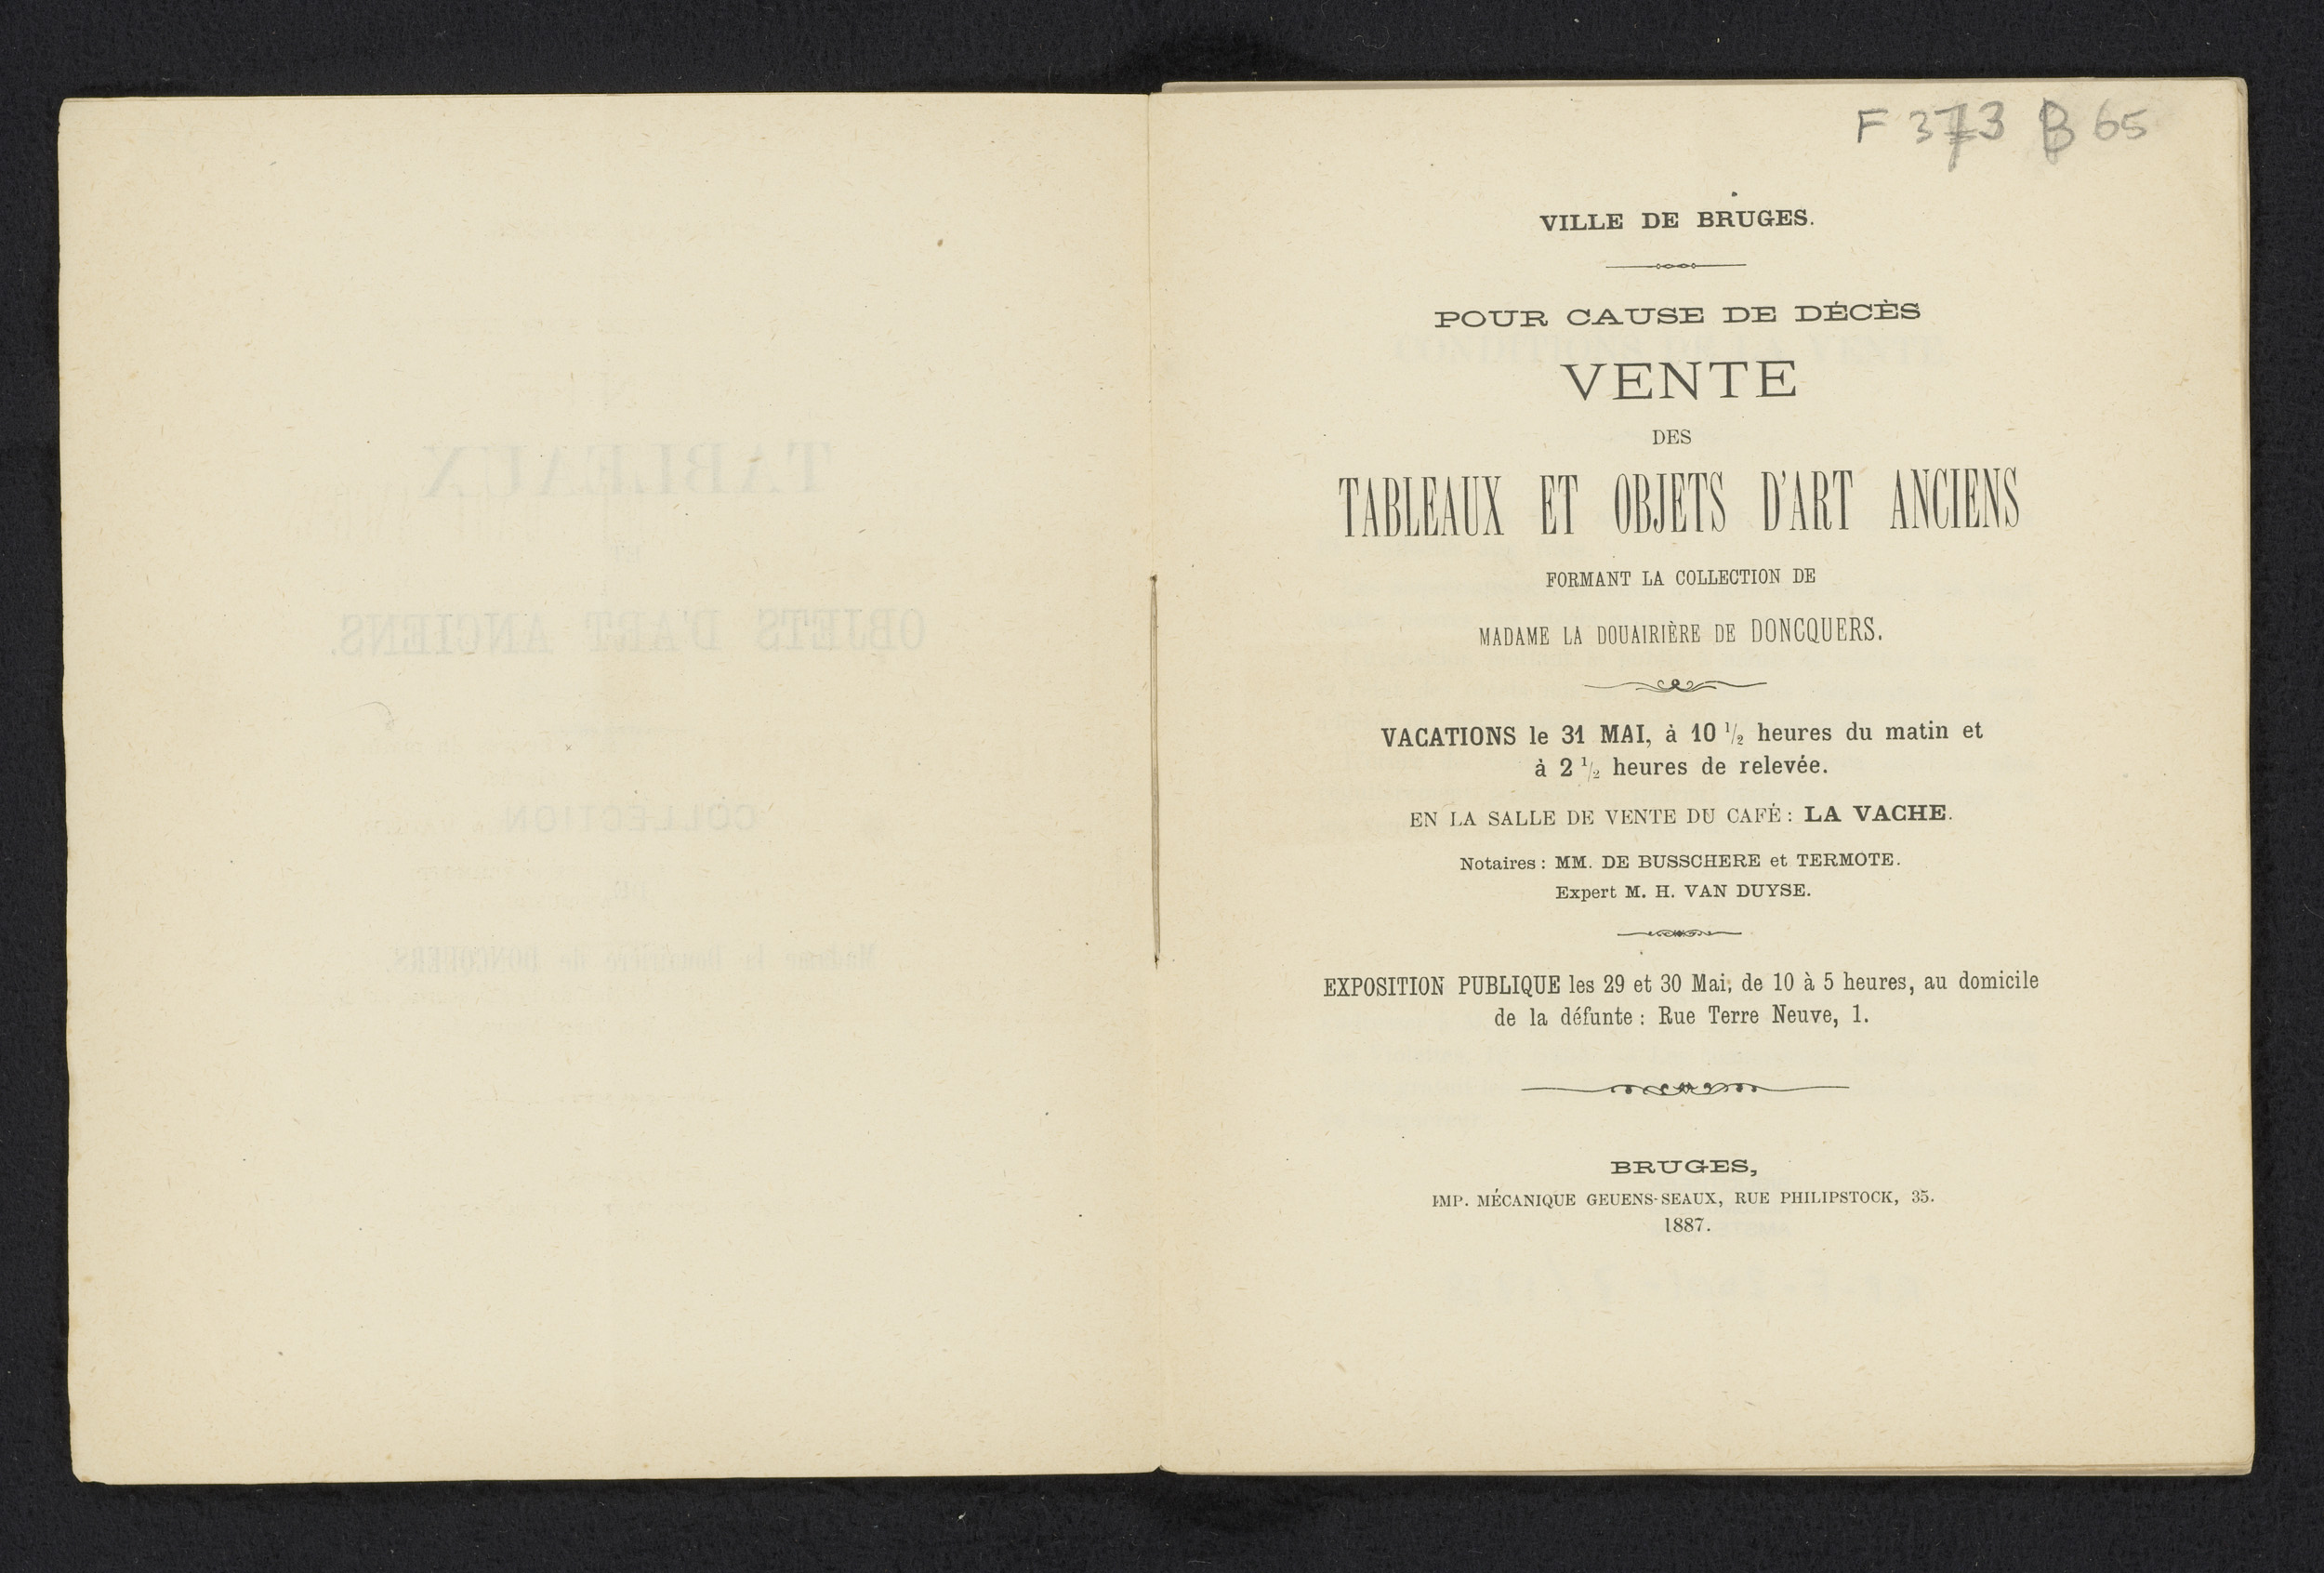 F 373 B 65
VILLE DE BRUGES.
POUR CAUSE DE DÉCÈS
VENTE
DES
TABLEAUX ET OBJETS D'ART ANCIENS
FORMANT LA COLLECTION DE
MADAME LA DOUAIRIÈRE DE DONCQUERS.
VACATIONS le 31 MAI, à 10 1/2 heures du matin et
à 2 1/2 heures de relevée.
EN LA SALLE DE VENTE DU CAFÉ : LA VACHE.
Notaires : MM. DE BUSSCHERE et TERMOTE.
Expert M. H. VAN DUYSE.
EXPOSITION PUBLIQUE les 29 et 30 Mai, de 10 à 5 heures, au domicile
de la défunte : Rue Terre Neuve, 1.
BRUGES,
IMP. MÉCANIQUE GEUENS-SEAUX, RUE PHILIPSTOCK, 35.
1887.